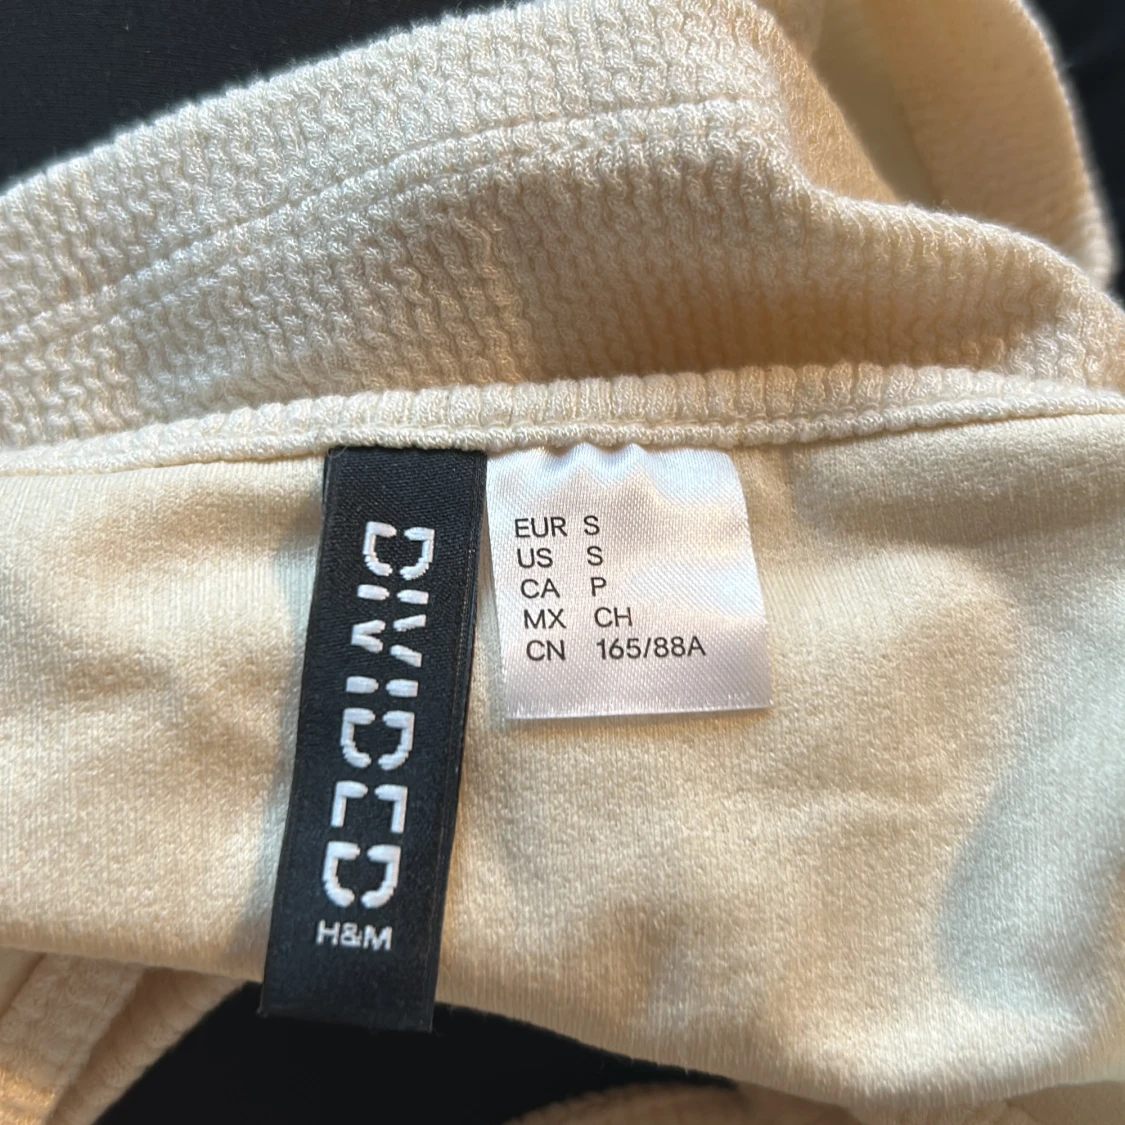 DIVIDED
H&M
EUR S
US S
CA P
MX CH
CN 165/88A